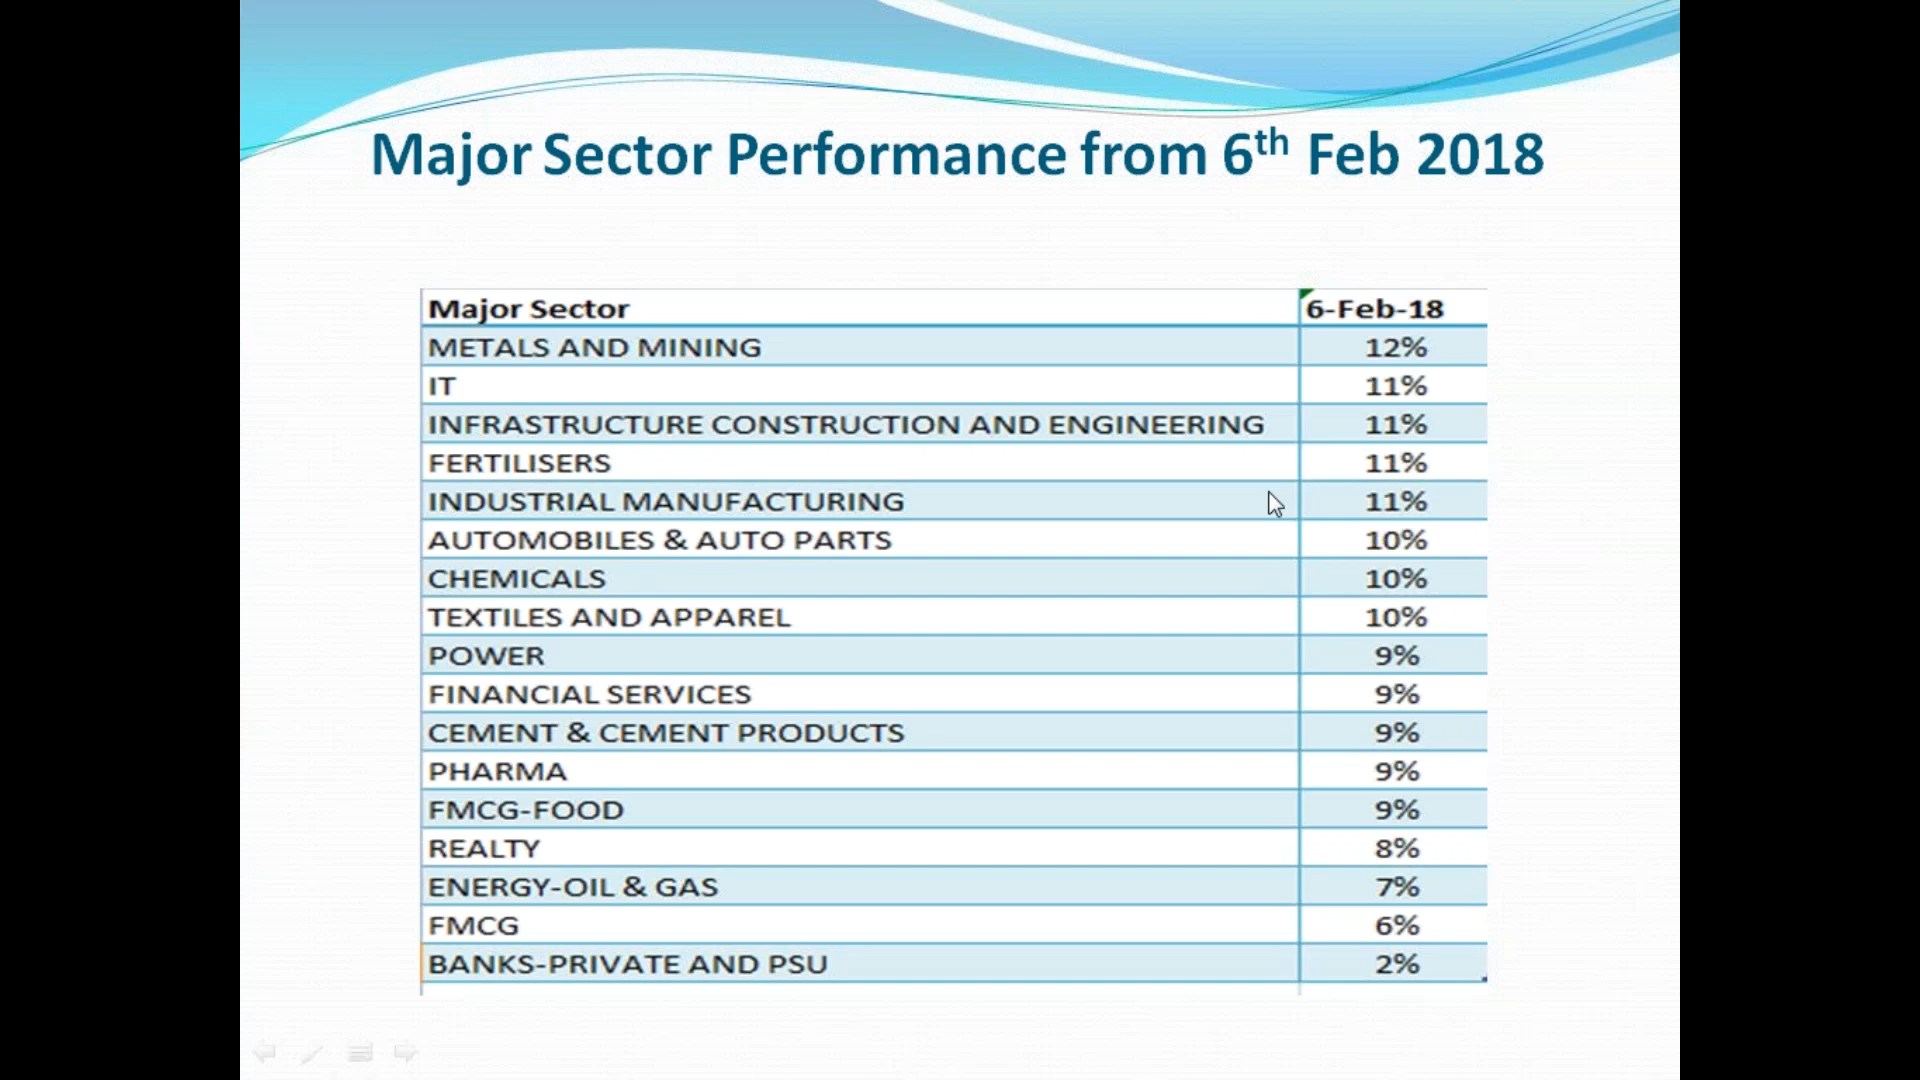 Major Sector Performance from 6th Feb 2018
Major Sector 6-Feb-18
METALS AND MINING 12%
IT 11%
INFRASTRUCTURE CONSTRUCTION AND ENGINEERING 11%
FERTILISERS 11%
INDUSTRIAL MANUFACTURING 11%
AUTOMOBILES & AUTO PARTS 10%
CHEMICALS 10%
TEXTILES AND APPAREL 10%
POWER 9%
FINANCIAL SERVICES 9%
CEMENT & CEMENT PRODUCTS 9%
PHARMA 9%
FMCG-FOOD 9%
REALTY 8%
ENERGY-OIL & GAS 7%
FMCG 6%
BANKS-PRIVATE AND PSU 2%